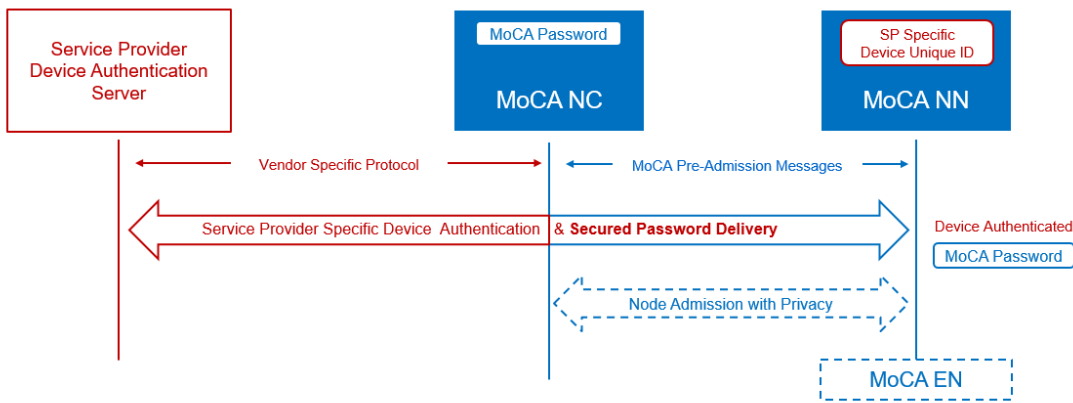 Service Provider
Device Authentication
Server
MoCA Password
MoCA NC
SP Specific
Device Unique ID
MoCA NN
Vendor Specific Protocol
MoCA Pre-Admission Messages
Service Provider Specific Device Authentication & Secured Password Delivery
Device Authenticated
MoCA Password
Node Admission with Privacy
MoCA EN